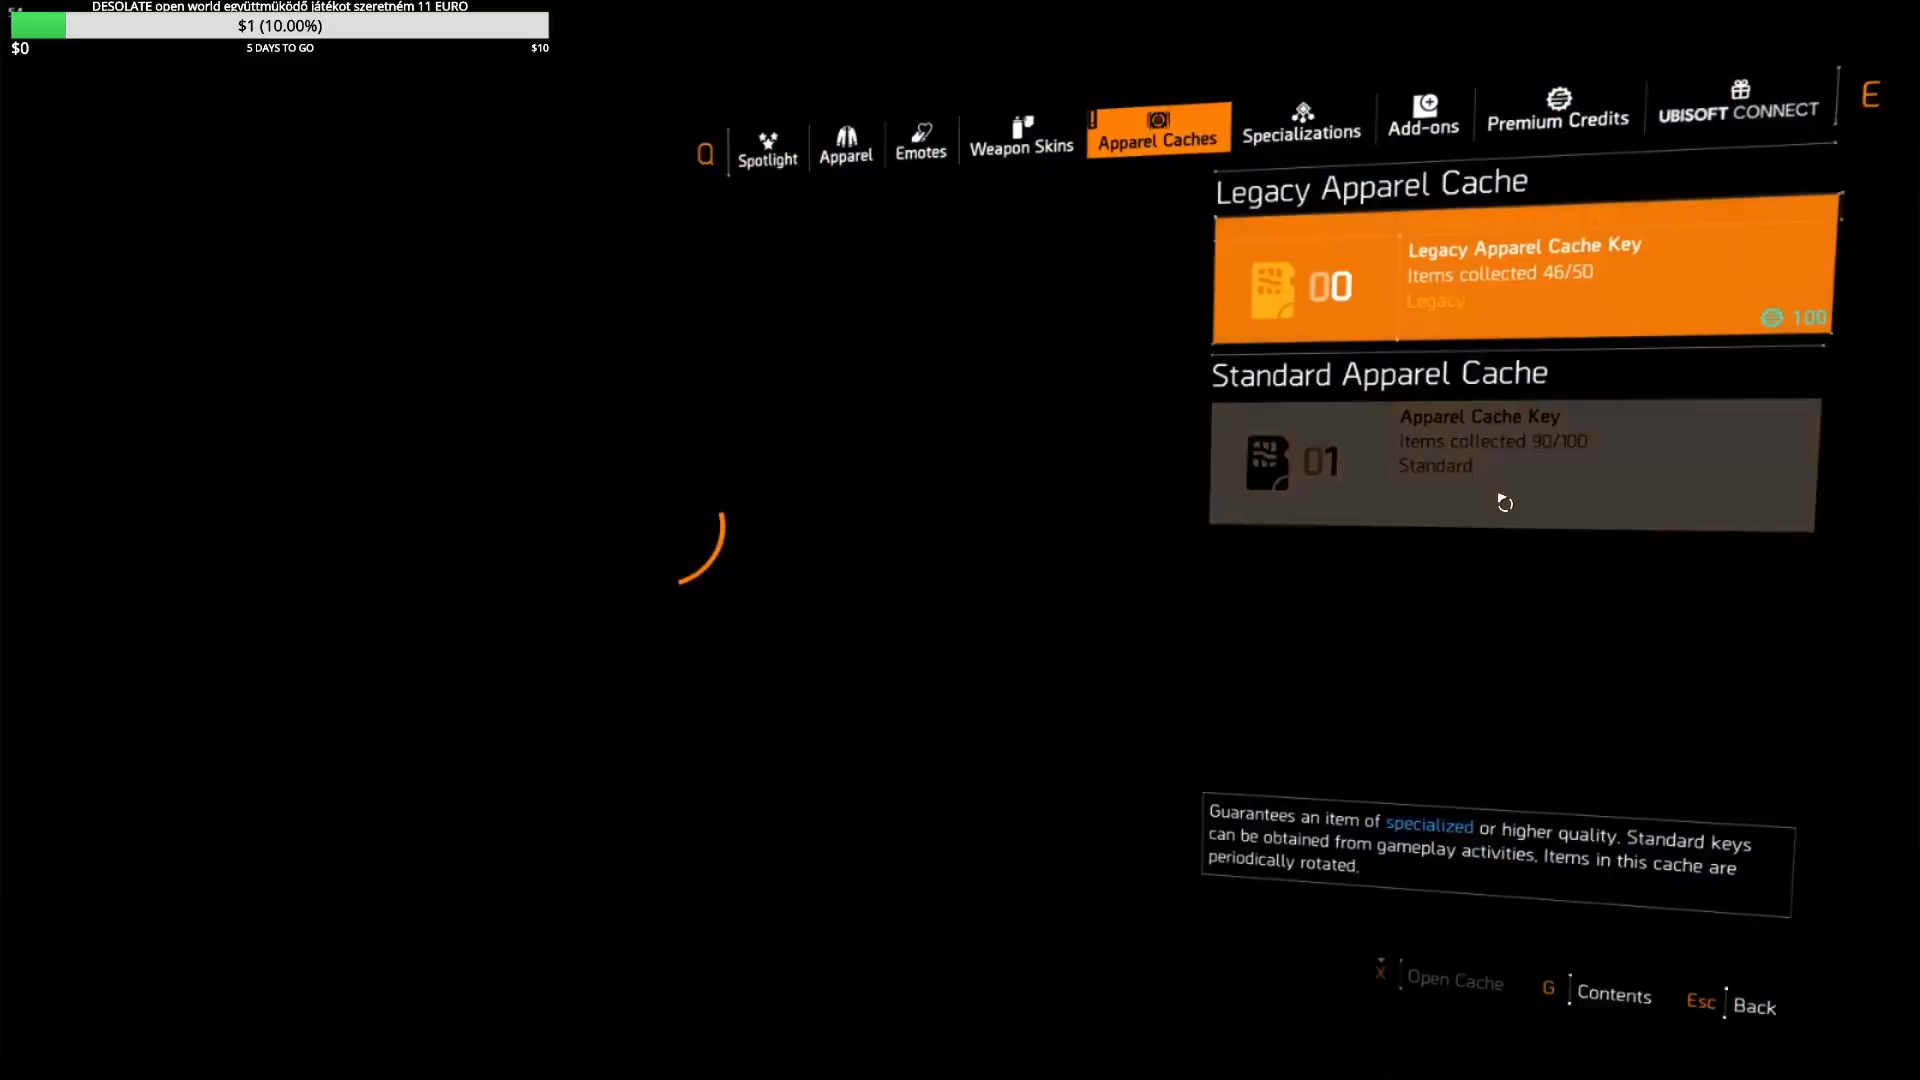 DESOLATE open world együttmüködö játékot szeretném 11 EURO
$1 (10.00%)
$0
5 DAYS TO GO
$10
Q
Spotlight
Apparel
Emotes
Weapon Skins
Apparel Caches
Specializations
Add-ons
Premium Credits
UBISOFT CONNECT
E
Legacy Apparel Cache
00
Legacy Apparel Cache Key
Items collected 46/50
Legacy
100
Standard Apparel Cache
01
Apparel Cache Key
Items collected 90/100
Standard
Guarantees an item of specialized or higher quality. Standard keys
can be obtained from gameplay activities. Items in this cache are
periodically rotated.
X Open Cache
G Contents
Esc Back